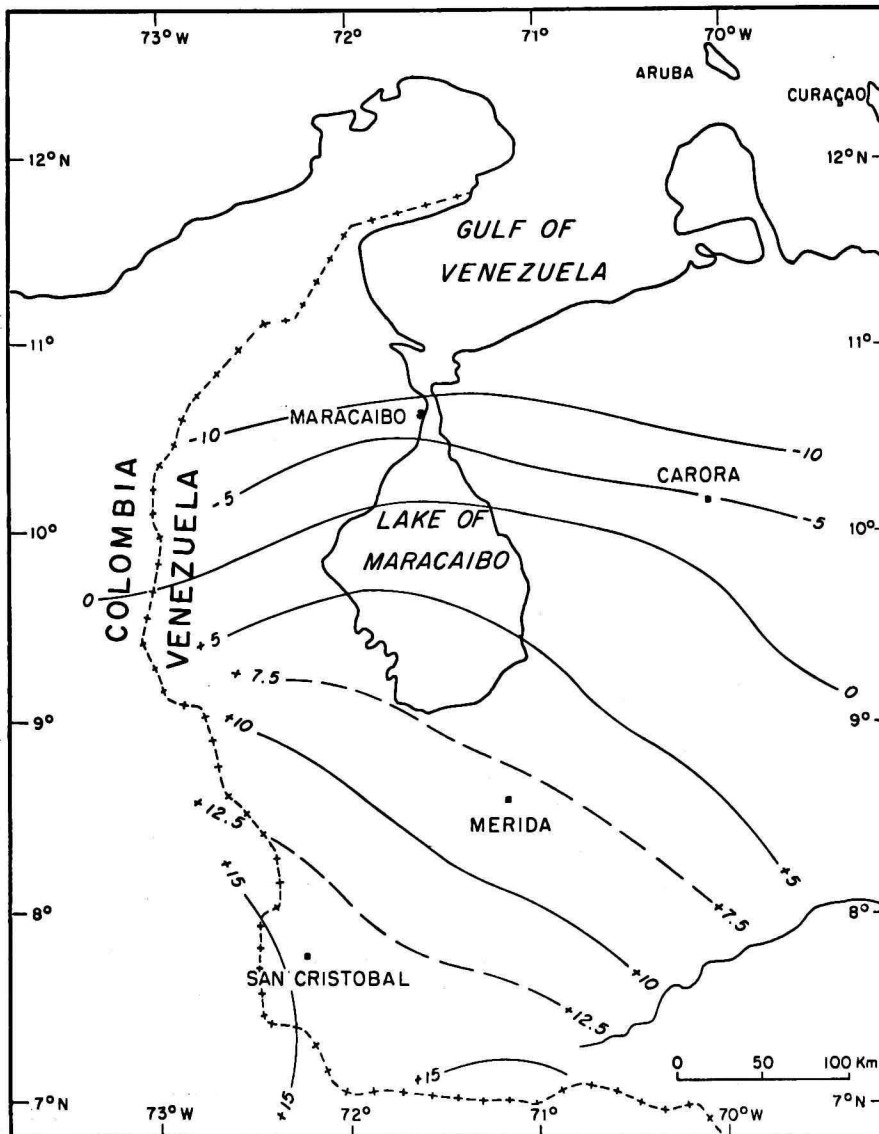 73°W 72° 71° 70°W
ARUBA
CURAÇAO
12°N 12°N
GULF OF
VENEZUELA
11° 11°
MARACAIBO
-10 -10
CARORA
-5 -5
COLOMBIA
VENEZUELA
LAKE OF
MARACAIBO
10° 10°
0 0
+5 +5
7.5 +7.5
9° 9°
+10 +10
MERIDA
+12.5 +12.5
8° 8°
+15
SAN CRISTOBAL
+15
0 50 100 Km
+15
7°N 7°N
73°W 72° 71° 70°W